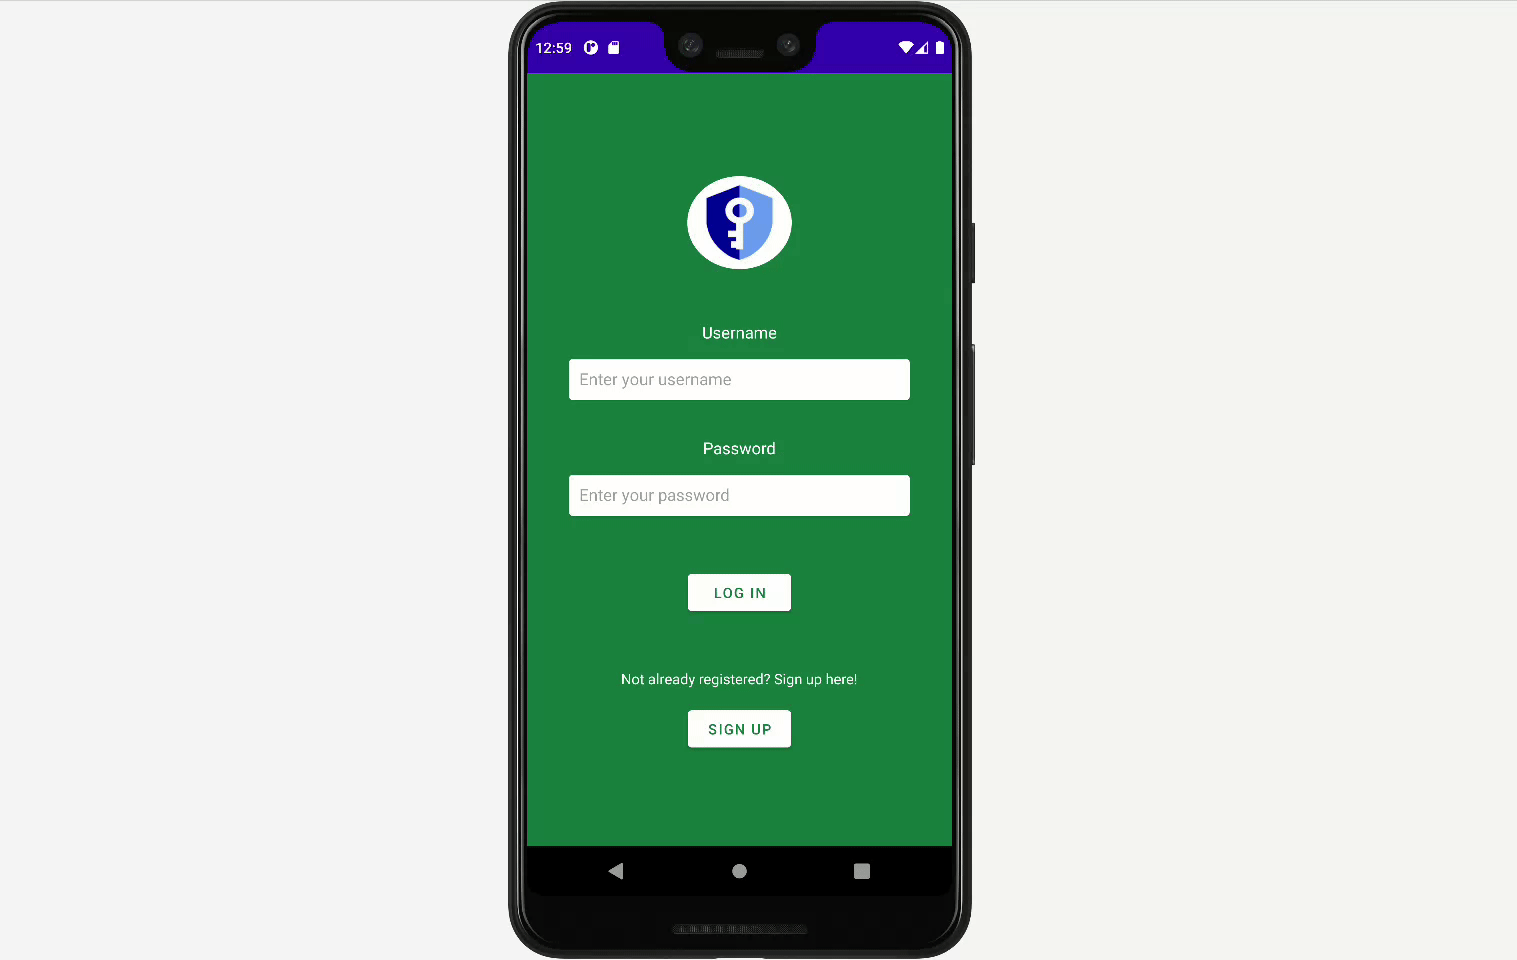 12:59
Username
Enter your username
Password
Enter your password
LOG IN
Not already registered? Sign up here!
SIGN UP